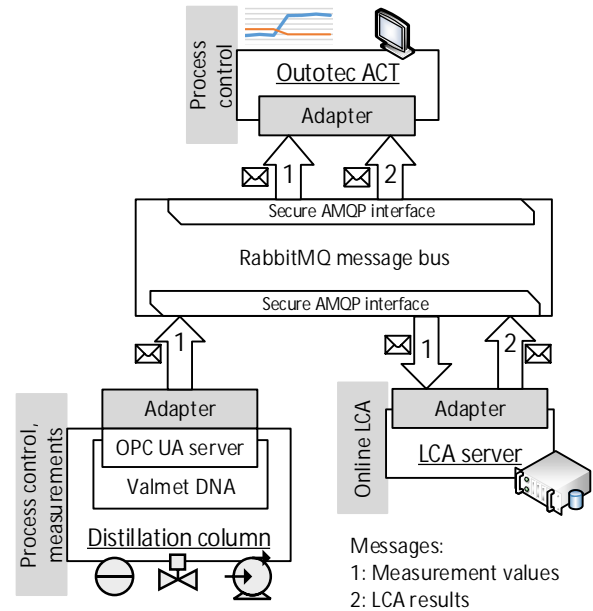 Process
control
Outotec ACT
Adapter
1
2
Secure AMQP interface
RabbitMQ message bus
Secure AMQP interface
1
1
2
Process control,
measurements
Adapter
OPC UA server
Valmet DNA
Distillation column
Online LCA
Adapter
LCA server
Messages:
1: Measurement values
2: LCA results